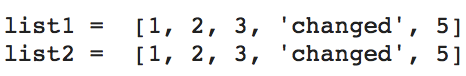 list1 =  [1, 2, 3, 'changed', 5]
list2 =  [1, 2, 3, 'changed', 5]